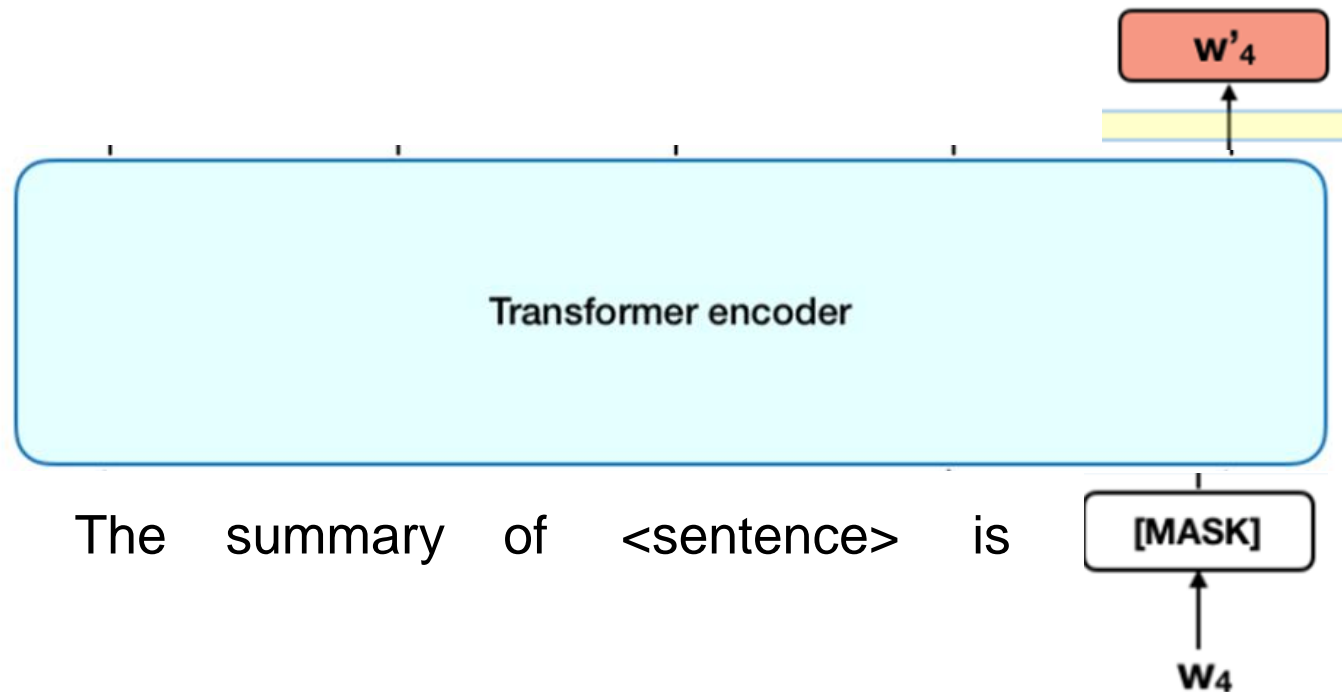 w'₄
Transformer encoder
The summary of <sentence> is [MASK]
w₄